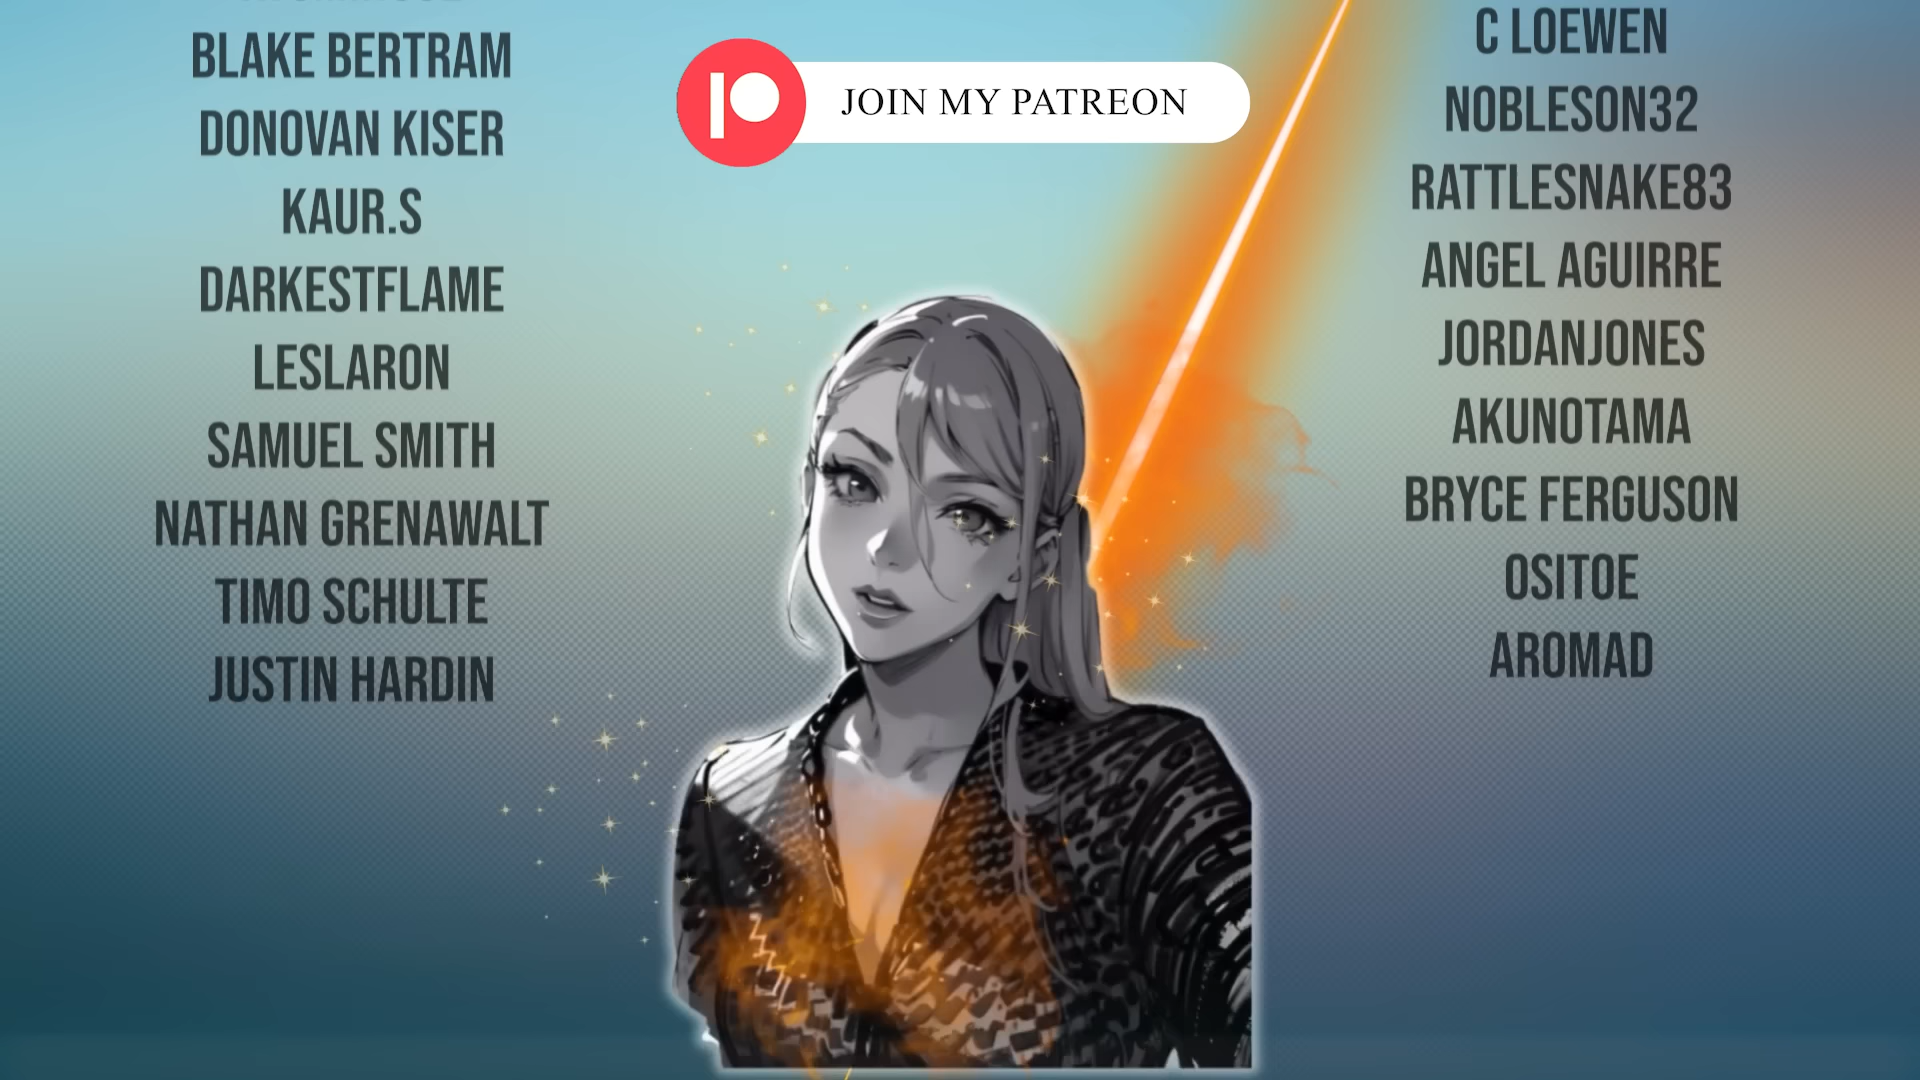 BLAKE BERTRAM
DONOVAN KISER
KAUR.S
DARKESTFLAME
LESLARON
SAMUEL SMITH
NATHAN GRENAWALT
TIMO SCHULTE
JUSTIN HARDIN
JOIN MY PATREON
C LOEWEN
NOBLESON32
RATTLESNAKE83
ANGEL AGUIRRE
JORDANJONES
AKUNOTAMA
BRYCE FERGUSON
OSITOE
AROMAD